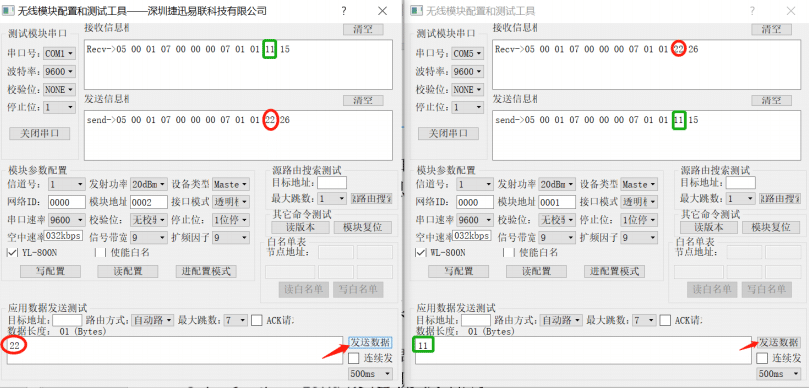 无线模块配置和测试工具——深圳捷迅易联科技有限公司
测试模块串口
串口号: COM1
波特率: 9600
校验位: NONE
停止位: 1
关闭串口
接收信息框
清空
Recv->05 00 01 07 00 00 00 07 01 01 11 15
发送信息框
清空
send->05 00 01 07 00 00 00 07 01 01 22 26
模块参数配置
信道号: 1 发射功率 20dBm 设备类型 Maste
网络ID: 0000 模块地址 0002 接口模式 透明
串口速率 9600 校验位: 无校 停止位: 1位停
空中速率 032kbps 信号带宽 9 扩频因子 9
YL-800N 使能白名
写配置 读配置 进配置模式
源路由搜索测试
目标地址:
最大跳数: 1
其它命令测试
读版本 模块复位
白名单表
节点地址:
读白名单 写白名单
应用数据发送测试
目标地址: 路由方式: 自动路 最大跳数: 7 ACK请.
数据长度: 01(Bytes)
22
发送数据
连续发
500ms
无线模块配置和测试工具
测试模块串口
串口号: COM5
波特率: 9600
校验位: NONE
停止位: 1
关闭串口
接收信息框
清空
Recv->05 00 01 07 00 00 00 07 01 01 22 26
发送信息框
清空
send->05 00 01 07 00 00 00 07 01 01 11 15
模块参数配置
信道号: 1 发射功率 20dBm 设备类型 Maste
网络ID: 0000 模块地址 0001 接口模式 透明
串口速率 9600 校验位: 无校 停止位: 1位停
空中速率 032kbps 信号带宽 9 扩频因子 9
WL-800N 使能白名
写配置 读配置 进配置模式
源路由搜索测试
目标地址:
最大跳数: 1
其它命令测试
读版本 模块复位
白名单表
节点地址:
读白名单 写白名单
应用数据发送测试
目标地址: 路由方式: 自动路 最大跳数: 7 ACK请.
数据长度: 01(Bytes)
11
发送数据
连续发
500ms